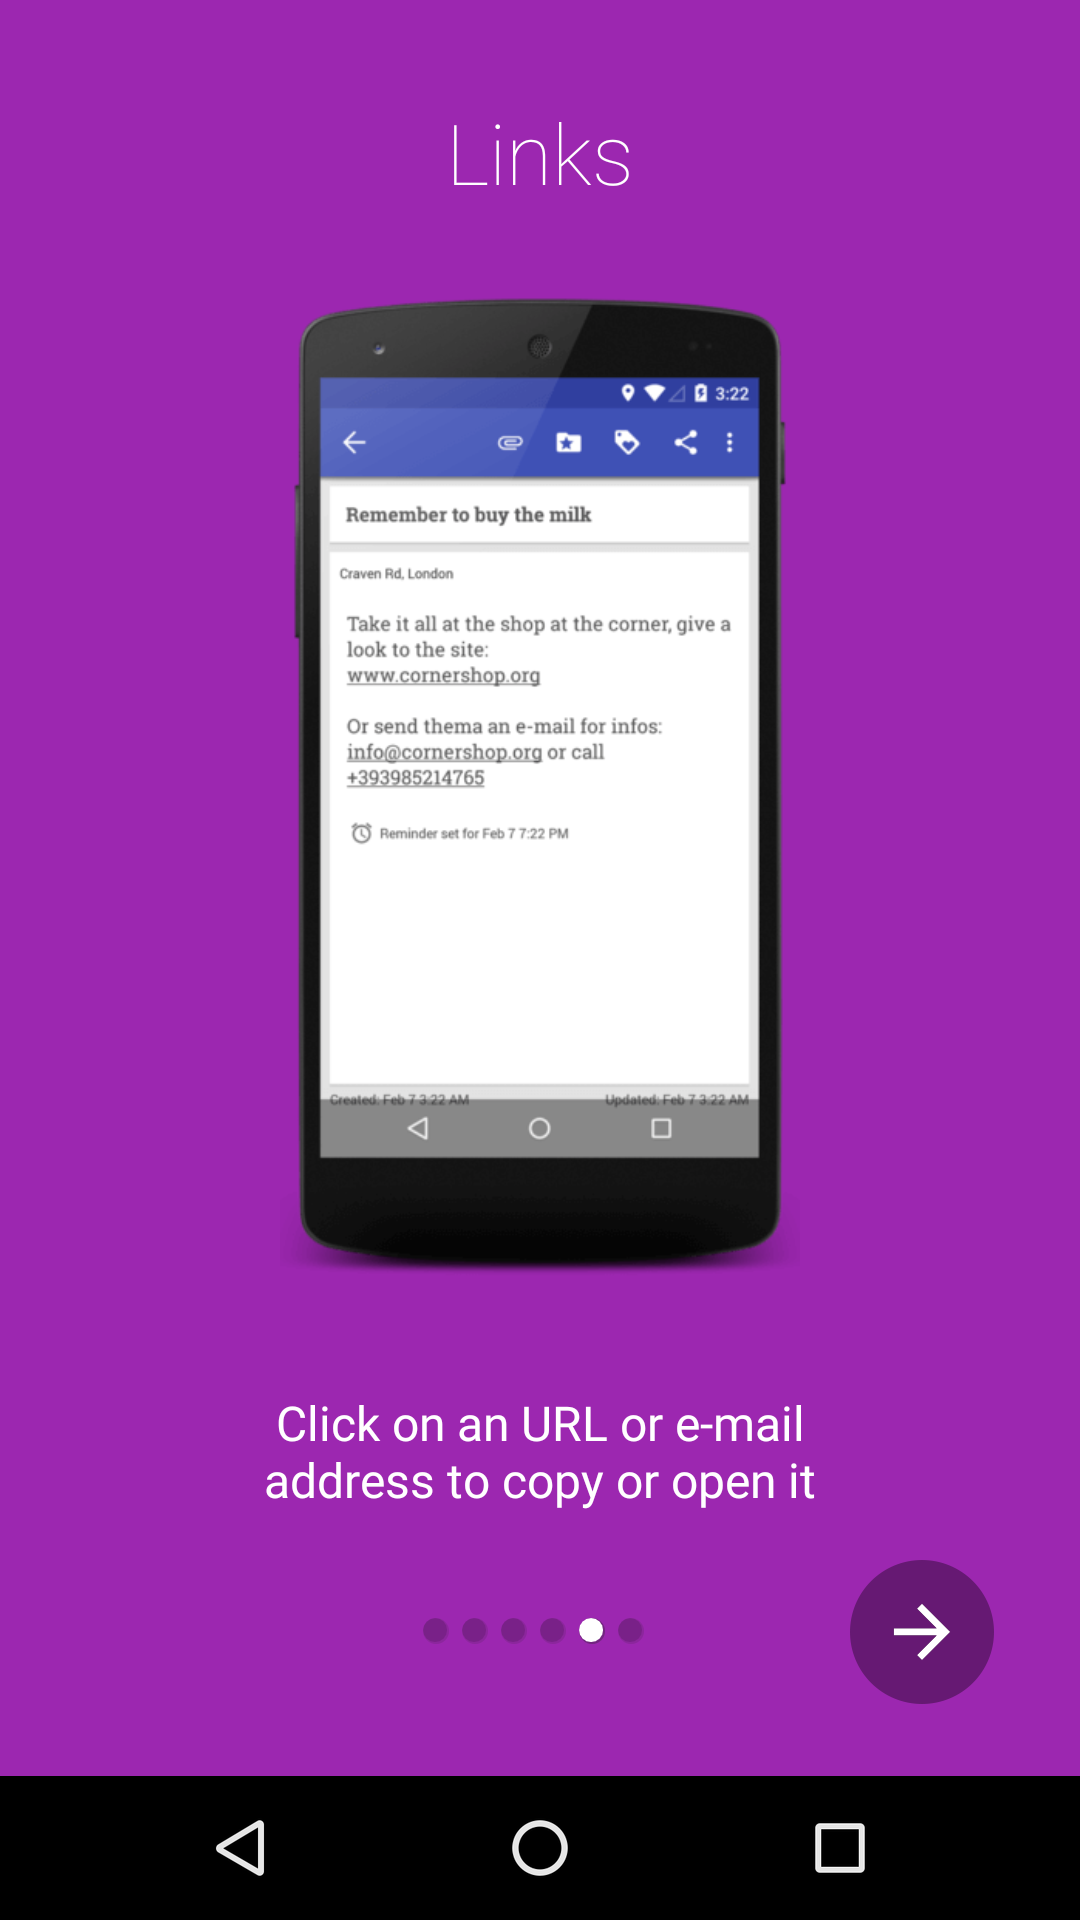 Links
3:22
Remember to buy the milk
Craven Rd, London
Take it all at the shop at the corner, give a
look to the site:
www.cornershop.org
Or send thema an e-mail for infos:
info@cornershop.org or call
+393985214765
Reminder set for Feb 7 7:22 PM
Created: Feb 7 3:22 AM
Updated: Feb 7 3:22 AM
Click on an URL or e-mail
address to copy or open it